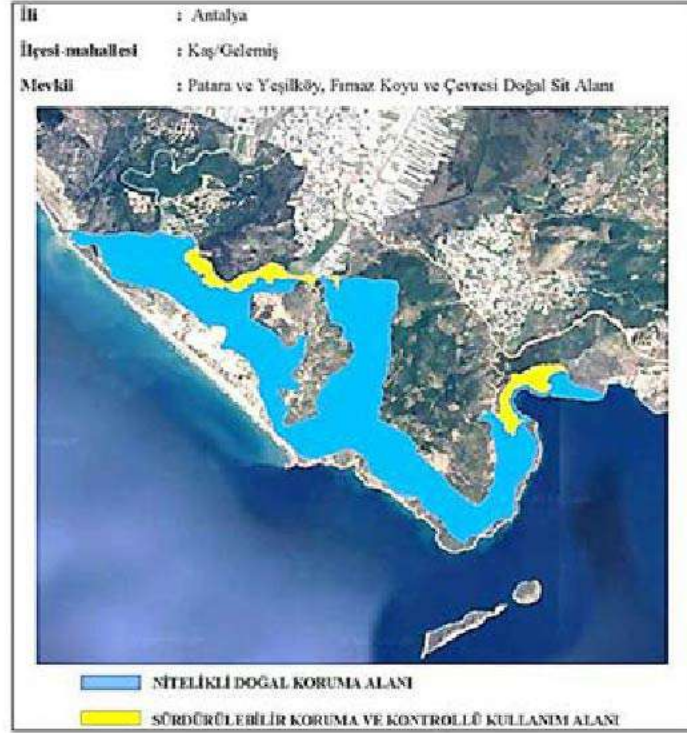 İli : Antalya
İlçesi-mahallesi : Kaş/Gelemiş
Mevkii : Patara ve Yeşilköy, Fırnaz Koyu ve Çevresi Doğal Sit Alanı
NİTELİKLİ DOĞAL KORUMA ALANI
SÜRDÜRÜLEBİLİR KORUMA VE KONTROLLÜ KULLANIM ALANI